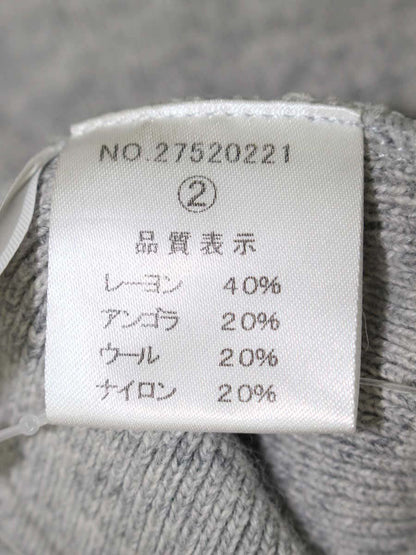 NO.27520221
②
品質表示
レーヨン 40%
アンゴラ 20%
ウール 20%
ナイロン 20%